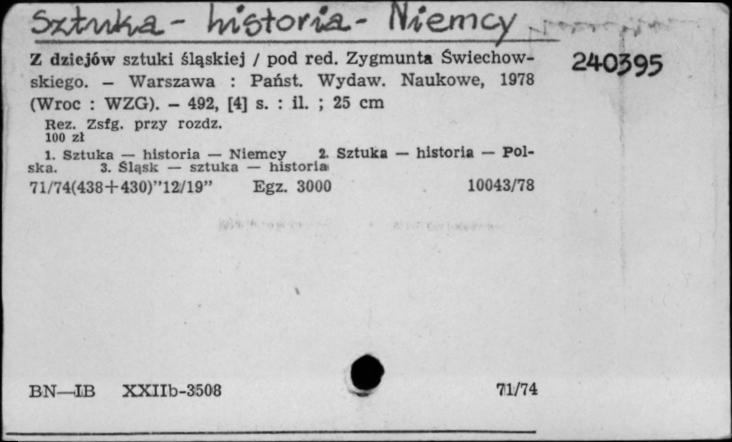 Sztuka - historia - Niemcy
240395
Z dziejów sztuki śląskiej / pod red. Zygmunta Świechow-
skiego. — Warszawa : Państ. Wydaw. Naukowe, 1978
(Wroc : WZG). — 492, [4] s. : il. ; 25 cm
Rez. Zsfg. przy rozdz.
100 zł
1. Sztuka — historia — Niemcy 2. Sztuka — historia — Pol-
ska. 3. Śląsk — sztuka — historia
71/74(438+430)"12/19" Egz. 3000 10043/78
BN—IB XXIIb-3508 71/74